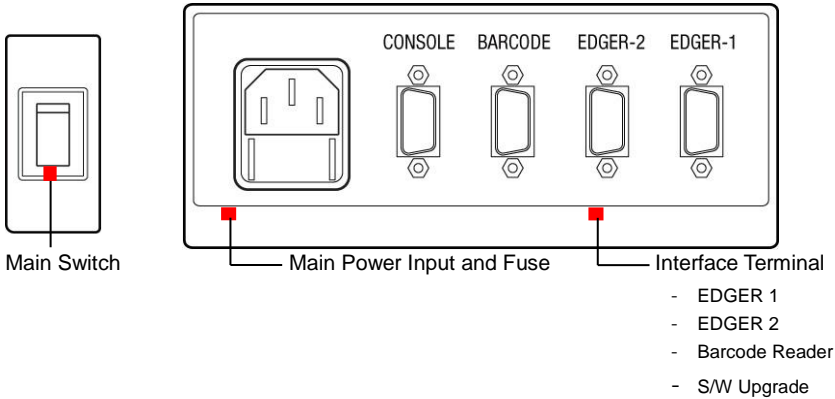 CONSOLE BARCODE EDGER-2 EDGER-1
Main Switch
Main Power Input and Fuse
Interface Terminal
- EDGER 1
- EDGER 2
- Barcode Reader
- S/W Upgrade